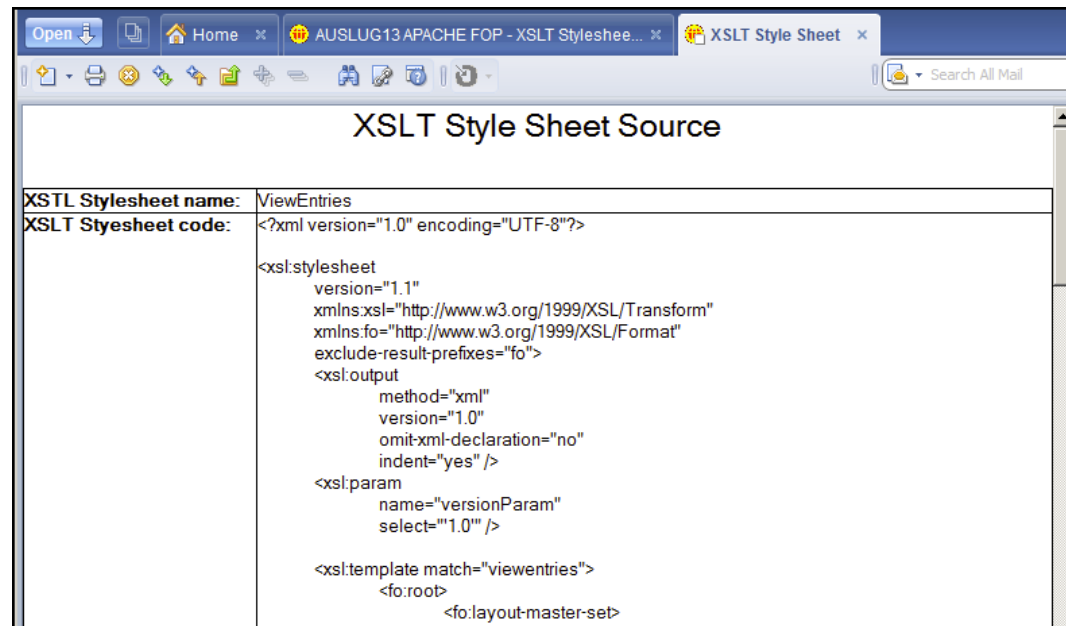 Open
Home
AUSLUG13 APACHE FOP - XSLT Styleshee...
XSLT Style Sheet
Search All Mail
XSLT Style Sheet Source
XSTL Stylesheet name: ViewEntries
XSLT Styesheet code: <?xml version="1.0" encoding="UTF-8"?>
<xsl:stylesheet
version="1.1"
xmlns:xsl="http://www.w3.org/1999/XSL/Transform"
xmlns:fo="http://www.w3.org/1999/XSL/Format"
exclude-result-prefixes="fo">
<xsl:output
method="xml"
version="1.0"
omit-xml-declaration="no"
indent="yes" />
<xsl:param
name="versionParam"
select="'1.0'" />
<xsl:template match="viewentries">
<fo:root>
<fo:layout-master-set>